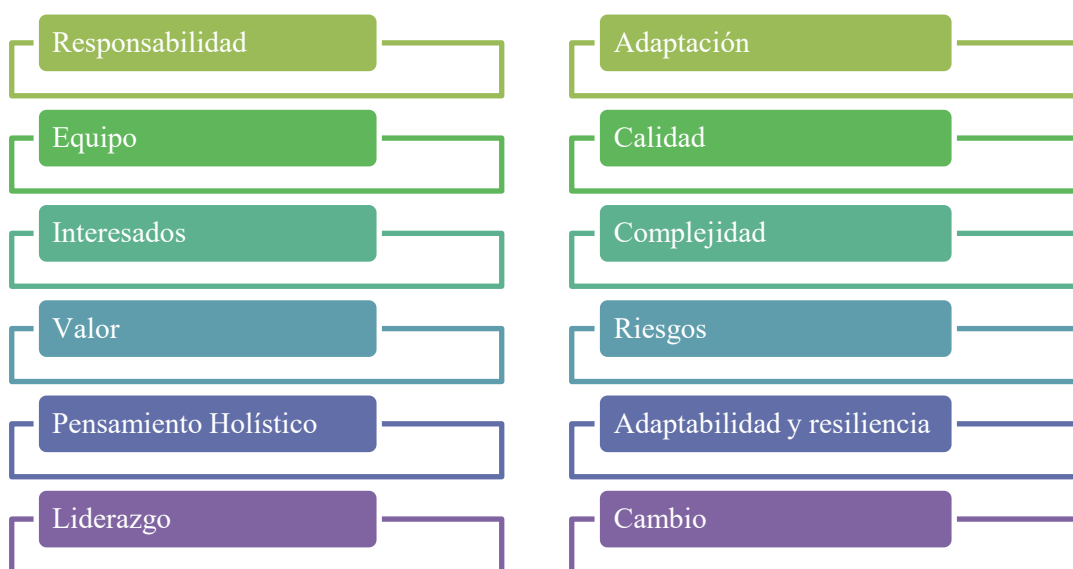 Responsabilidad
Equipo
Interesados
Valor
Pensamiento Holístico
Liderazgo
Adaptación
Calidad
Complejidad
Riesgos
Adaptabilidad y resiliencia
Cambio